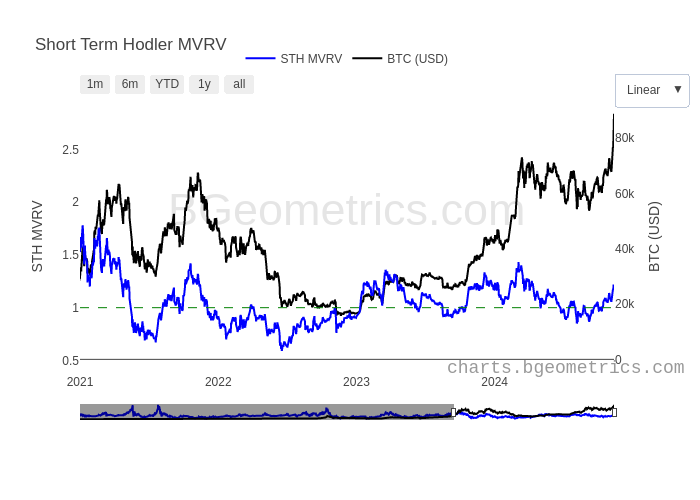 Short Term Hodler MVRV
STH MVRV BTC (USD)
1m 6m YTD 1y all
Linear ▼
2.5
2
1.5
1
0.5
STH MVRV
BGeometrics.com
80k
60k
40k
20k
0
BTC (USD)
charts.bgeometrics.com
2021 2022 2023 2024